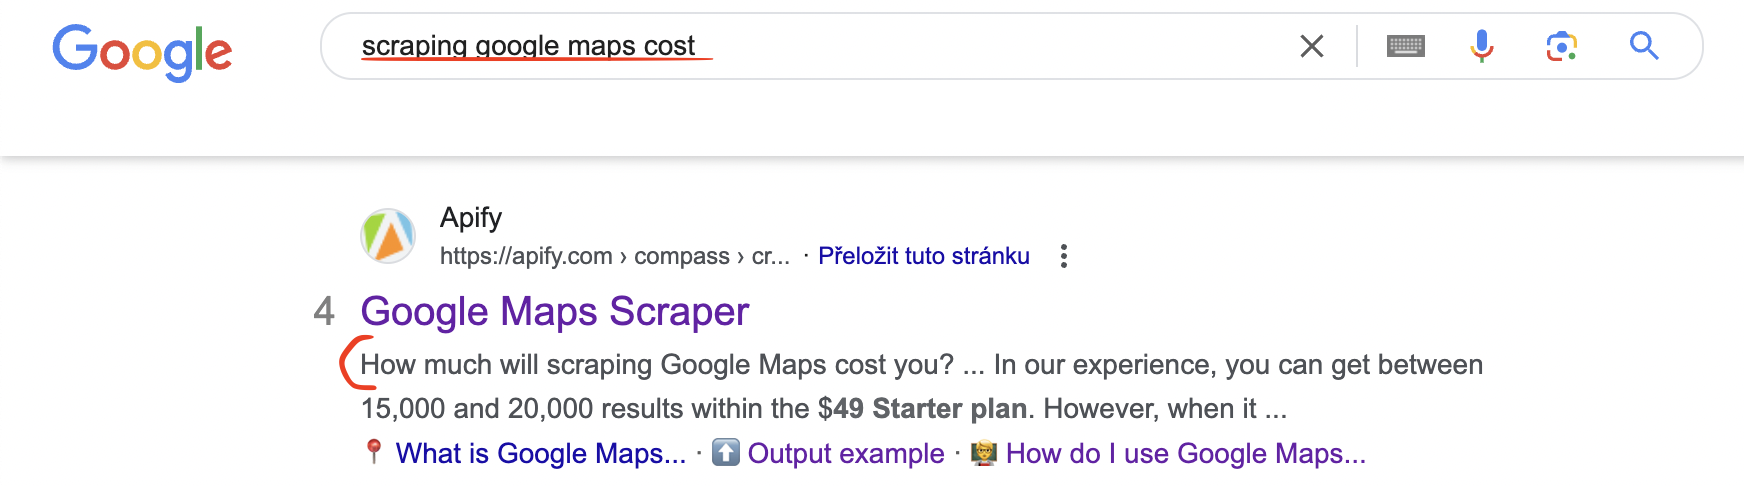 Google
scraping google maps cost
Apify
https://apify.com › compass › cr... · Přeložit tuto stránku
4 Google Maps Scraper
How much will scraping Google Maps cost you? ... In our experience, you can get between
15,000 and 20,000 results within the $49 Starter plan. However, when it ...
📍 What is Google Maps... · ⬆️ Output example · 🧑‍🏫 How do I use Google Maps...